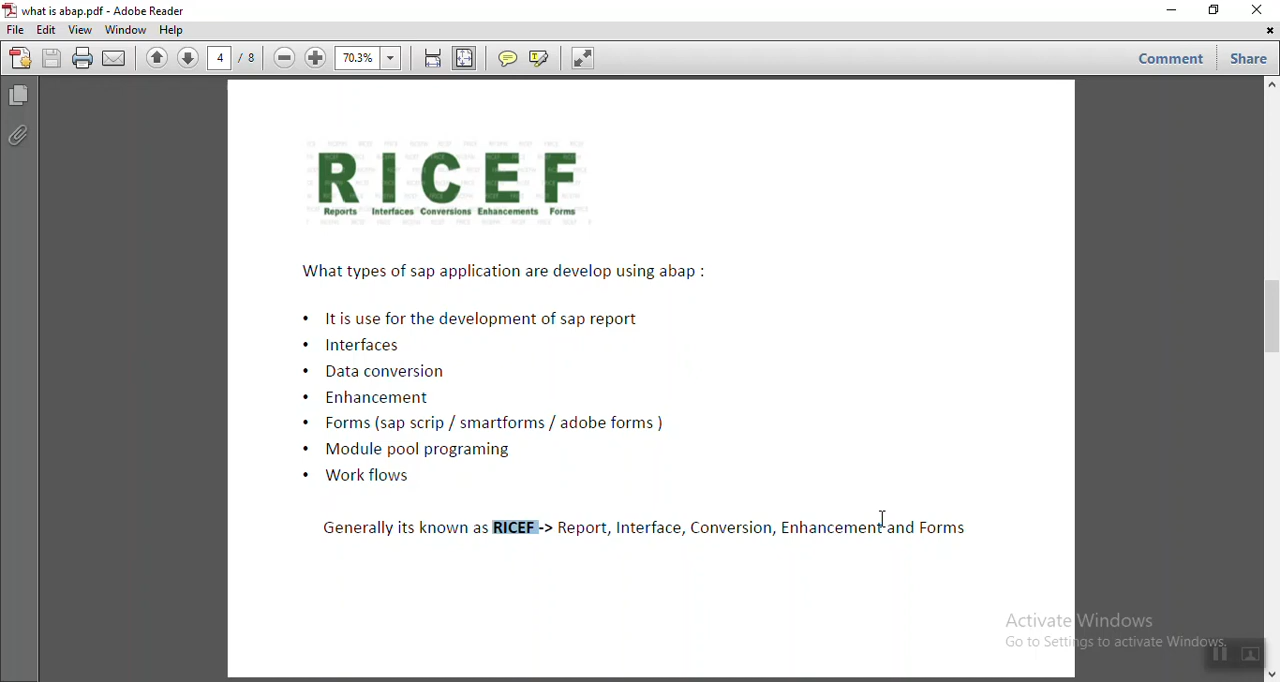 what is abap.pdf - Adobe Reader
File Edit View Window Help
4 / 8 70.3% Comment Share
RICEF
Reports Interfaces Conversions Enhancements Forms
What types of sap application are develop using abap :
• It is use for the development of sap report
• Interfaces
• Data conversion
• Enhancement
• Forms (sap scrip / smartforms / adobe forms )
• Module pool programing
• Work flows
Generally its known as RICEF -> Report, Interface, Conversion, Enhancement and Forms
Activate Windows
Go to Settings to activate Windows.